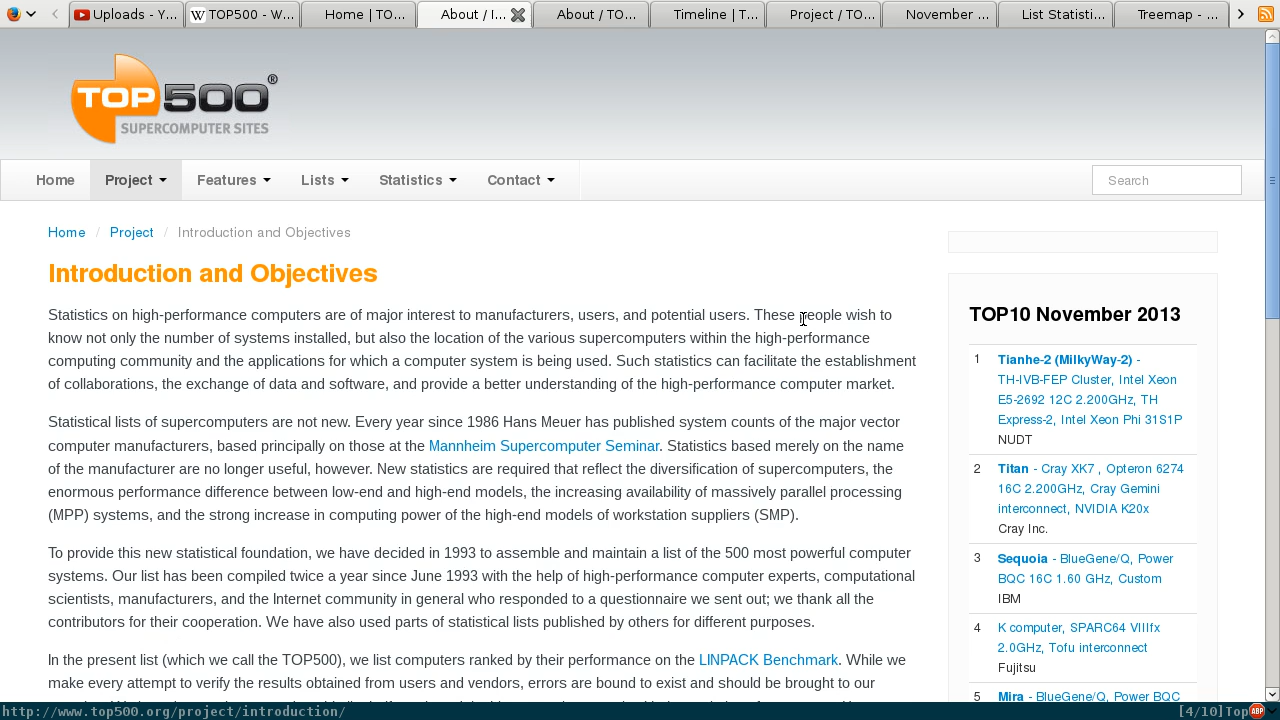 Uploads - Y...
TOP500 - W...
Home | TO...
About / I...
About / TO...
Timeline | T...
Project / TO...
November ...
List Statisti...
Treemap - ...
TOP500®
SUPERCOMPUTER SITES
Home
Project
Features
Lists
Statistics
Contact
Search
Home / Project / Introduction and Objectives
Introduction and Objectives
Statistics on high-performance computers are of major interest to manufacturers, users, and potential users. These people wish to
know not only the number of systems installed, but also the location of the various supercomputers within the high-performance
computing community and the applications for which a computer system is being used. Such statistics can facilitate the establishment
of collaborations, the exchange of data and software, and provide a better understanding of the high-performance computer market.
Statistical lists of supercomputers are not new. Every year since 1986 Hans Meuer has published system counts of the major vector
computer manufacturers, based principally on those at the Mannheim Supercomputer Seminar. Statistics based merely on the name
of the manufacturer are no longer useful, however. New statistics are required that reflect the diversification of supercomputers, the
enormous performance difference between low-end and high-end models, the increasing availability of massively parallel processing
(MPP) systems, and the strong increase in computing power of the high-end models of workstation suppliers (SMP).
To provide this new statistical foundation, we have decided in 1993 to assemble and maintain a list of the 500 most powerful computer
systems. Our list has been compiled twice a year since June 1993 with the help of high-performance computer experts, computational
scientists, manufacturers, and the Internet community in general who responded to a questionnaire we sent out; we thank all the
contributors for their cooperation. We have also used parts of statistical lists published by others for different purposes.
In the present list (which we call the TOP500), we list computers ranked by their performance on the LINPACK Benchmark. While we
make every attempt to verify the results obtained from users and vendors, errors are bound to exist and should be brought to our
TOP10 November 2013
1 Tianhe-2 (MilkyWay-2) -
TH-IVB-FEP Cluster, Intel Xeon
E5-2692 12C 2.200GHz, TH
Express-2, Intel Xeon Phi 31S1P
NUDT
2 Titan - Cray XK7 , Opteron 6274
16C 2.200GHz, Cray Gemini
interconnect, NVIDIA K20x
Cray Inc.
3 Sequoia - BlueGene/Q, Power
BQC 16C 1.60 GHz, Custom
IBM
4 K computer, SPARC64 VIIIfx
2.0GHz, Tofu interconnect
Fujitsu
5 Mira - BlueGene/Q, Power BQC
http://www.top500.org/project/introduction/
[4/10]Top
ABP